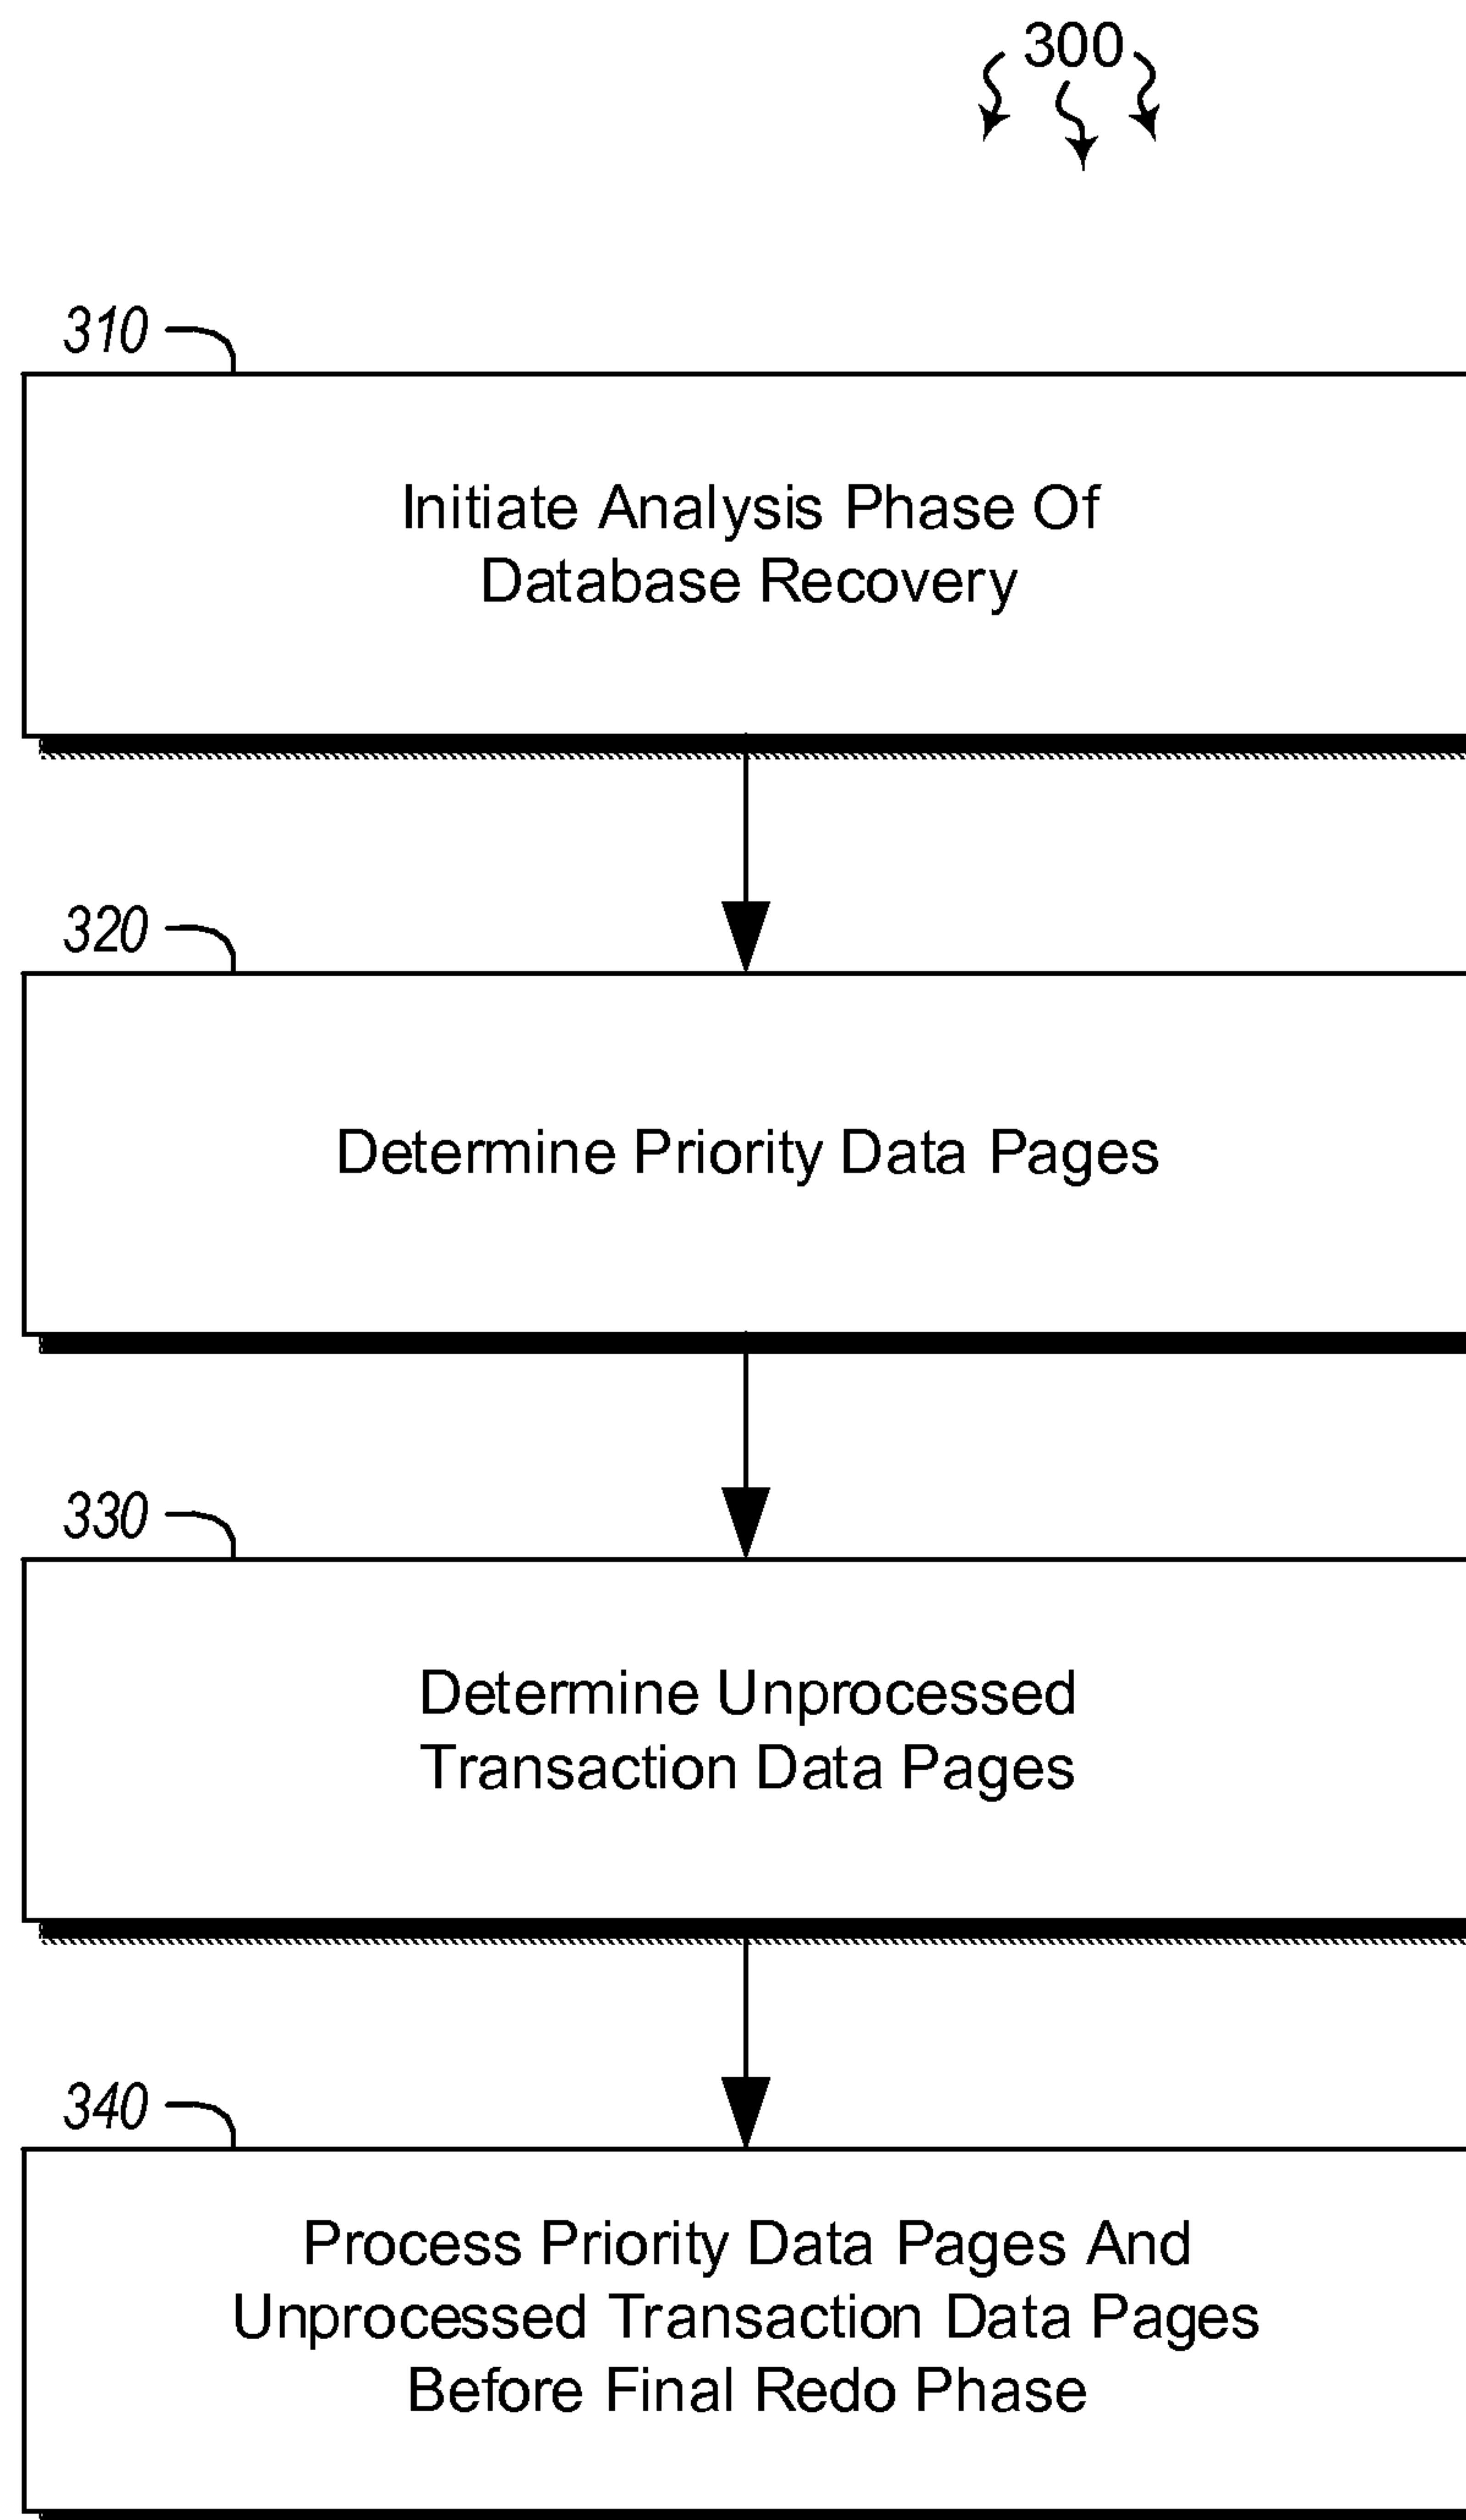 300
310
Initiate Analysis Phase Of
Database Recovery
320
Determine Priority Data Pages
330
Determine Unprocessed
Transaction Data Pages
340
Process Priority Data Pages And
Unprocessed Transaction Data Pages
Before Final Redo Phase